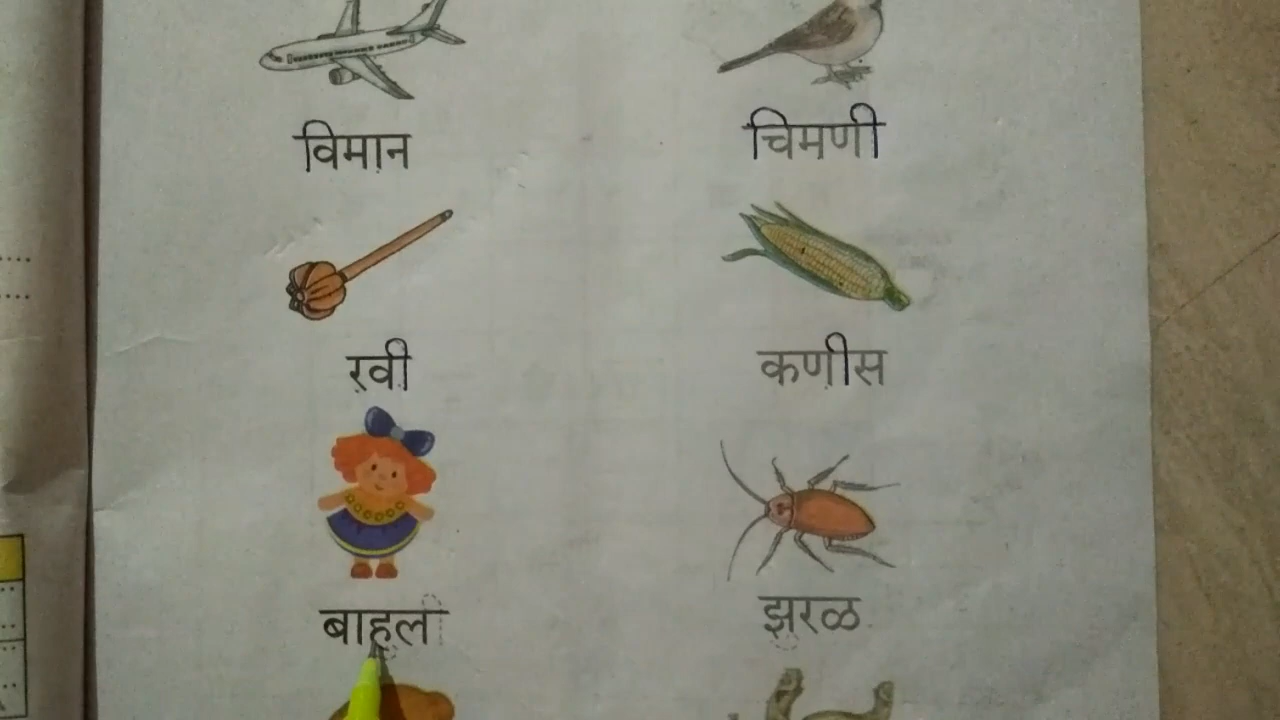 विमान चिमणी
रवी कणीस
बाहुली झुरळ